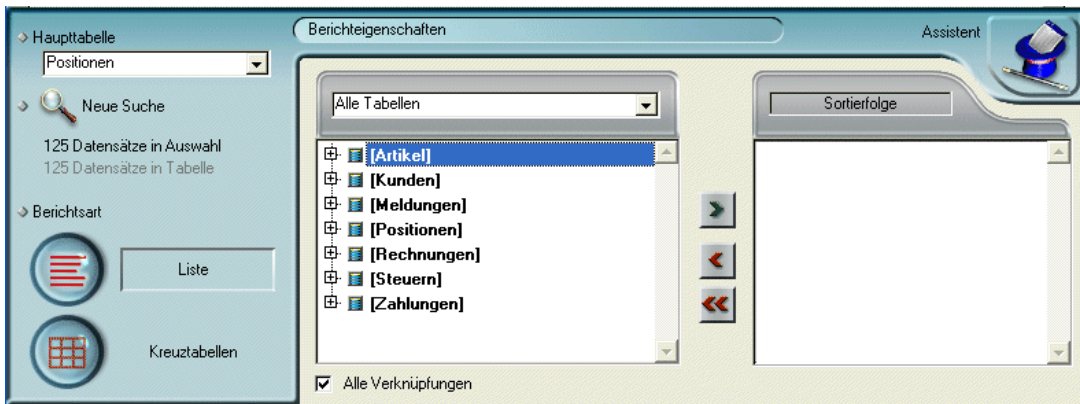 Haupttabelle
Positionen
Neue Suche
125 Datensätze in Auswahl
125 Datensätze in Tabelle
Berichtsart
Liste
Kreuztabellen
Berichteigenschaften
Assistent
Alle Tabellen
[Artikel]
[Kunden]
[Meldungen]
[Positionen]
[Rechnungen]
[Steuern]
[Zahlungen]
Alle Verknüpfungen
Sortierfolge